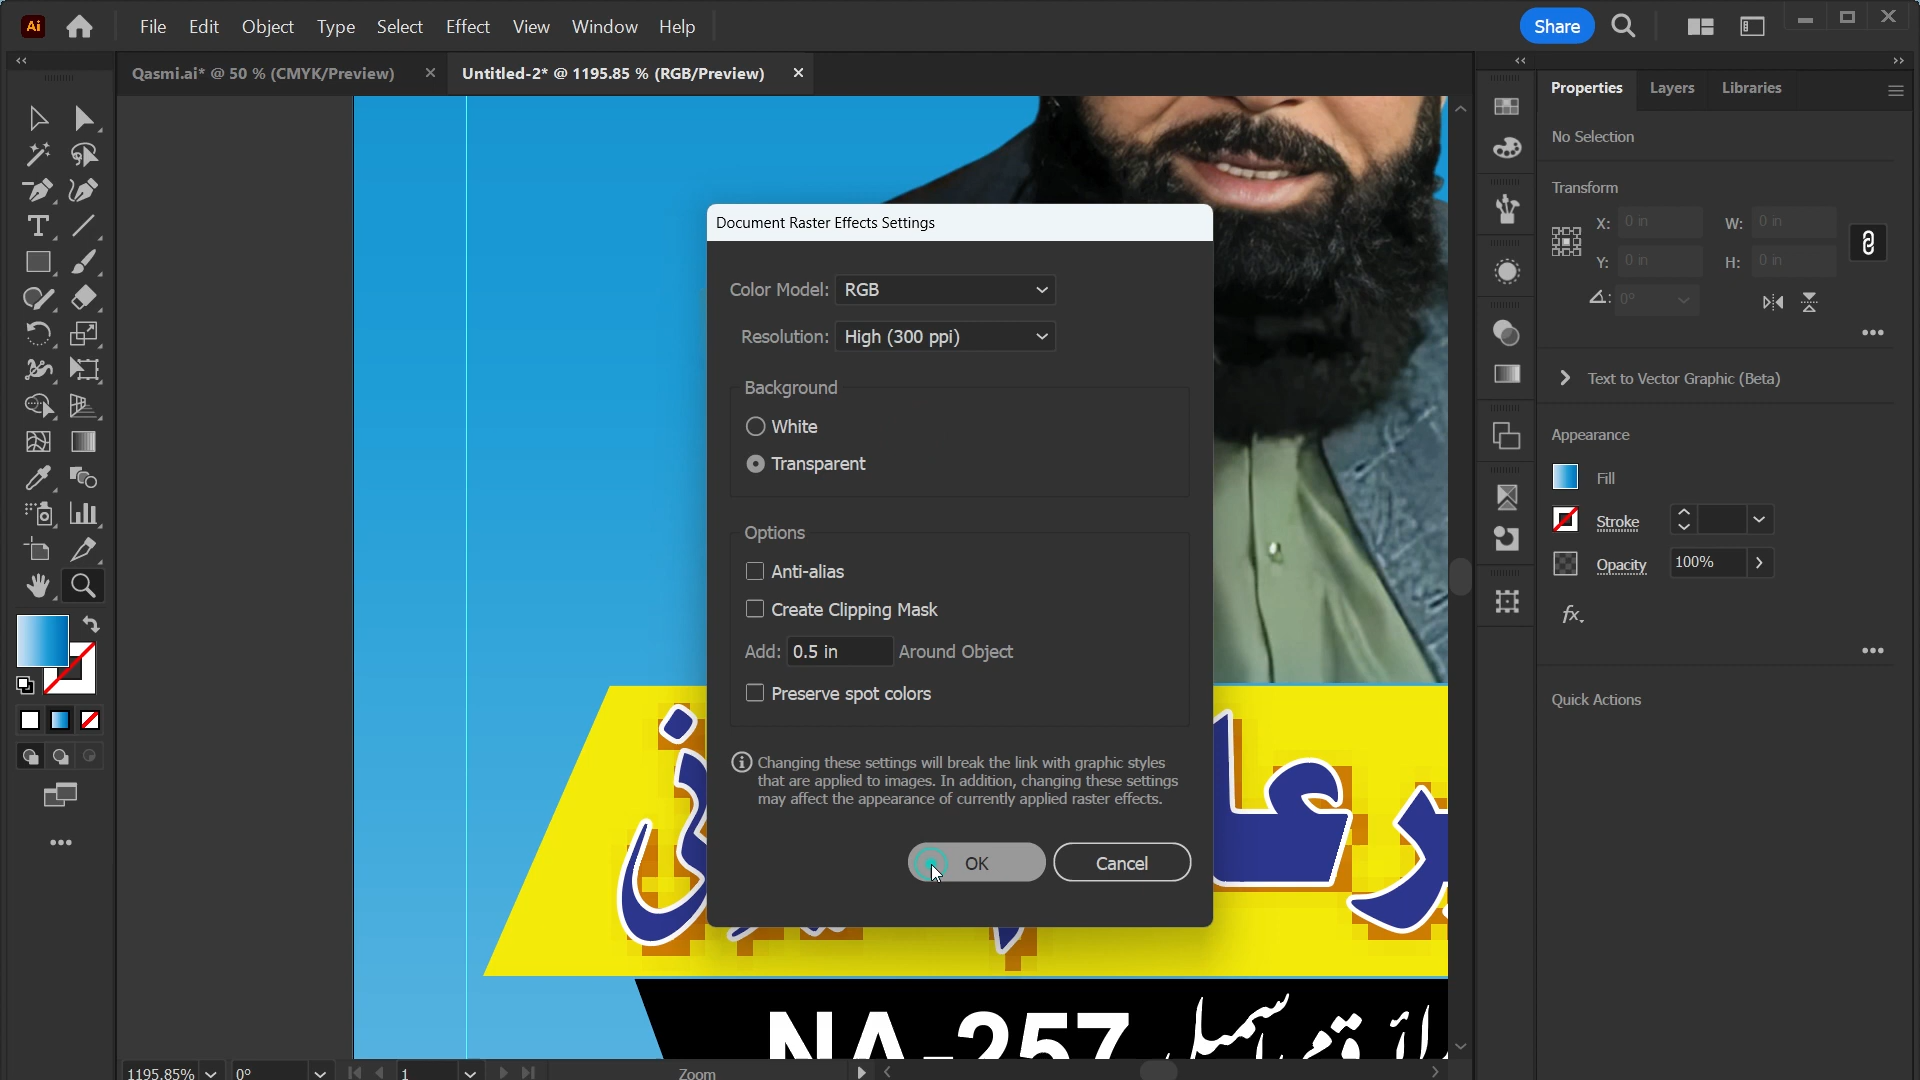 Ai File Edit Object Type Select Effect View Window Help Share
Qasmi.ai* @ 50 % (CMYK/Preview) Untitled-2* @ 1195.85 % (RGB/Preview)
Properties Layers Libraries
No Selection
Transform
X: 0 in W: 0 in
Y: 0 in H: 0 in
0°
Text to Vector Graphic (Beta)
Appearance
Fill
Stroke
Opacity 100%
fx
Quick Actions
Document Raster Effects Settings
Color Model: RGB
Resolution: High (300 ppi)
Background
White
Transparent
Options
Anti-alias
Create Clipping Mask
Add: 0.5 in Around Object
Preserve spot colors
Changing these settings will break the link with graphic styles
that are applied to images. In addition, changing these settings
may affect the appearance of currently applied raster effects.
OK Cancel
NA-257
1195.85% 0° 1 Zoom